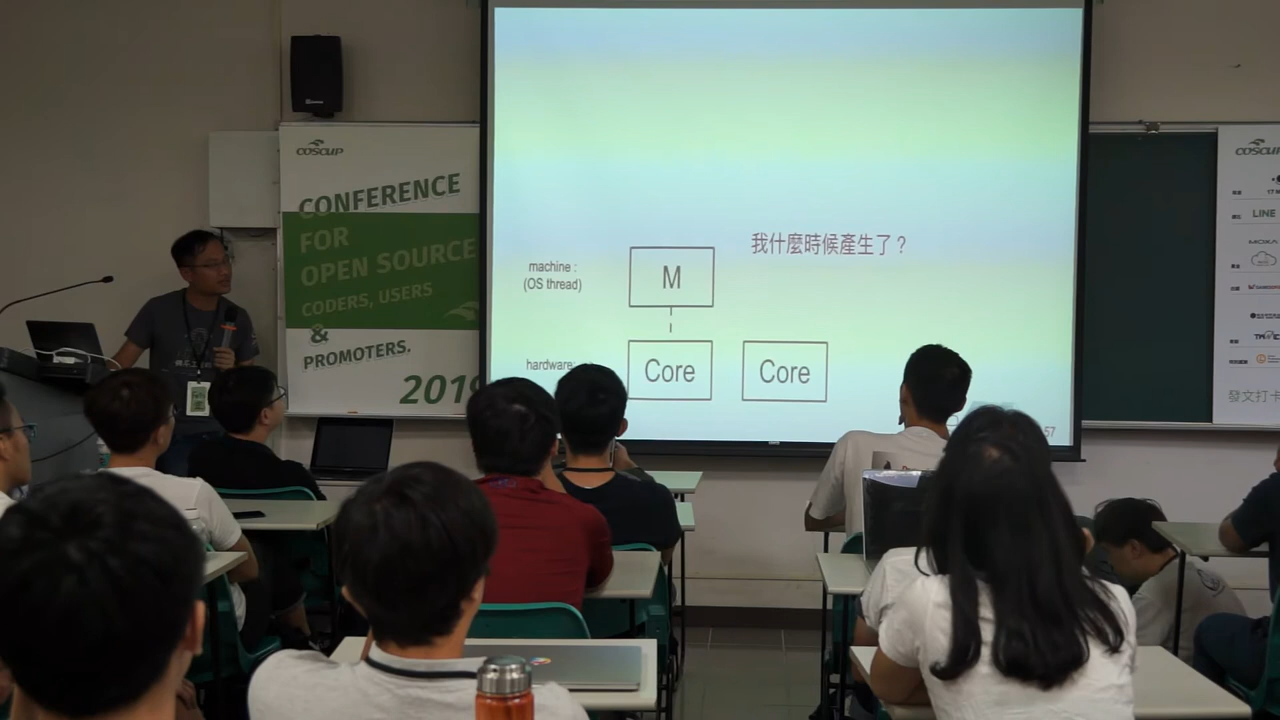 COSCUP
CONFERENCE
FOR
OPEN SOURCE
CODERS, USERS
&
PROMOTERS.
2019
我什麼時候產生了？
machine :
(OS thread)
M
hardware:
Core
Core
57
COSCUP
LINE
發文打卡